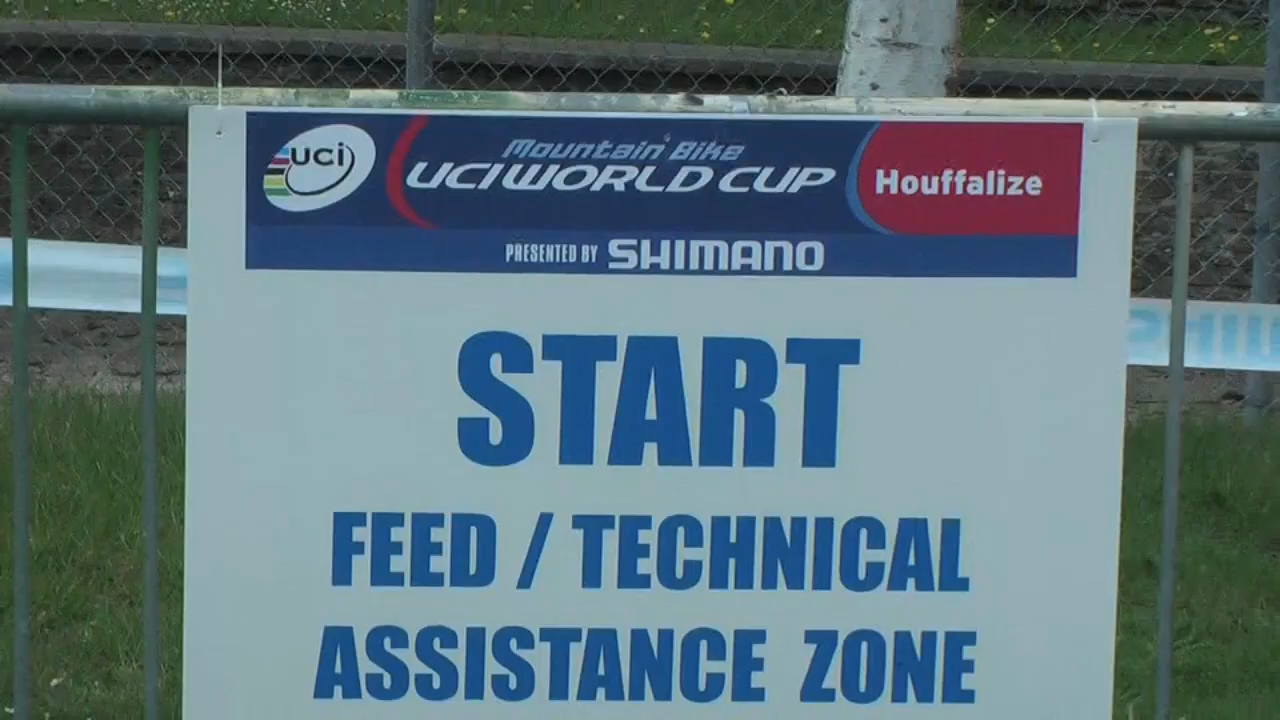 UCI
Mountain Bike
UCI WORLD CUP
Houffalize
PRESENTED BY SHIMANO
START
FEED / TECHNICAL
ASSISTANCE ZONE